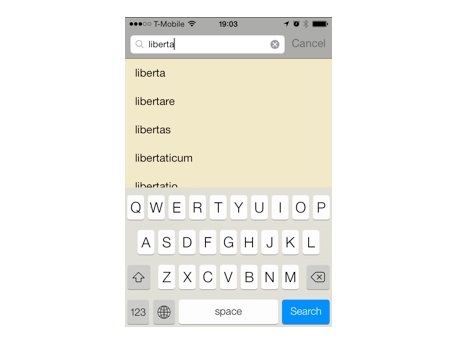 T-Mobile 19:03
liberta Cancel
liberta
libertare
libertas
libertaticum
libertatio
Q W E R T Y U I O P
A S D F G H J K L
Z X C V B N M
123 space Search